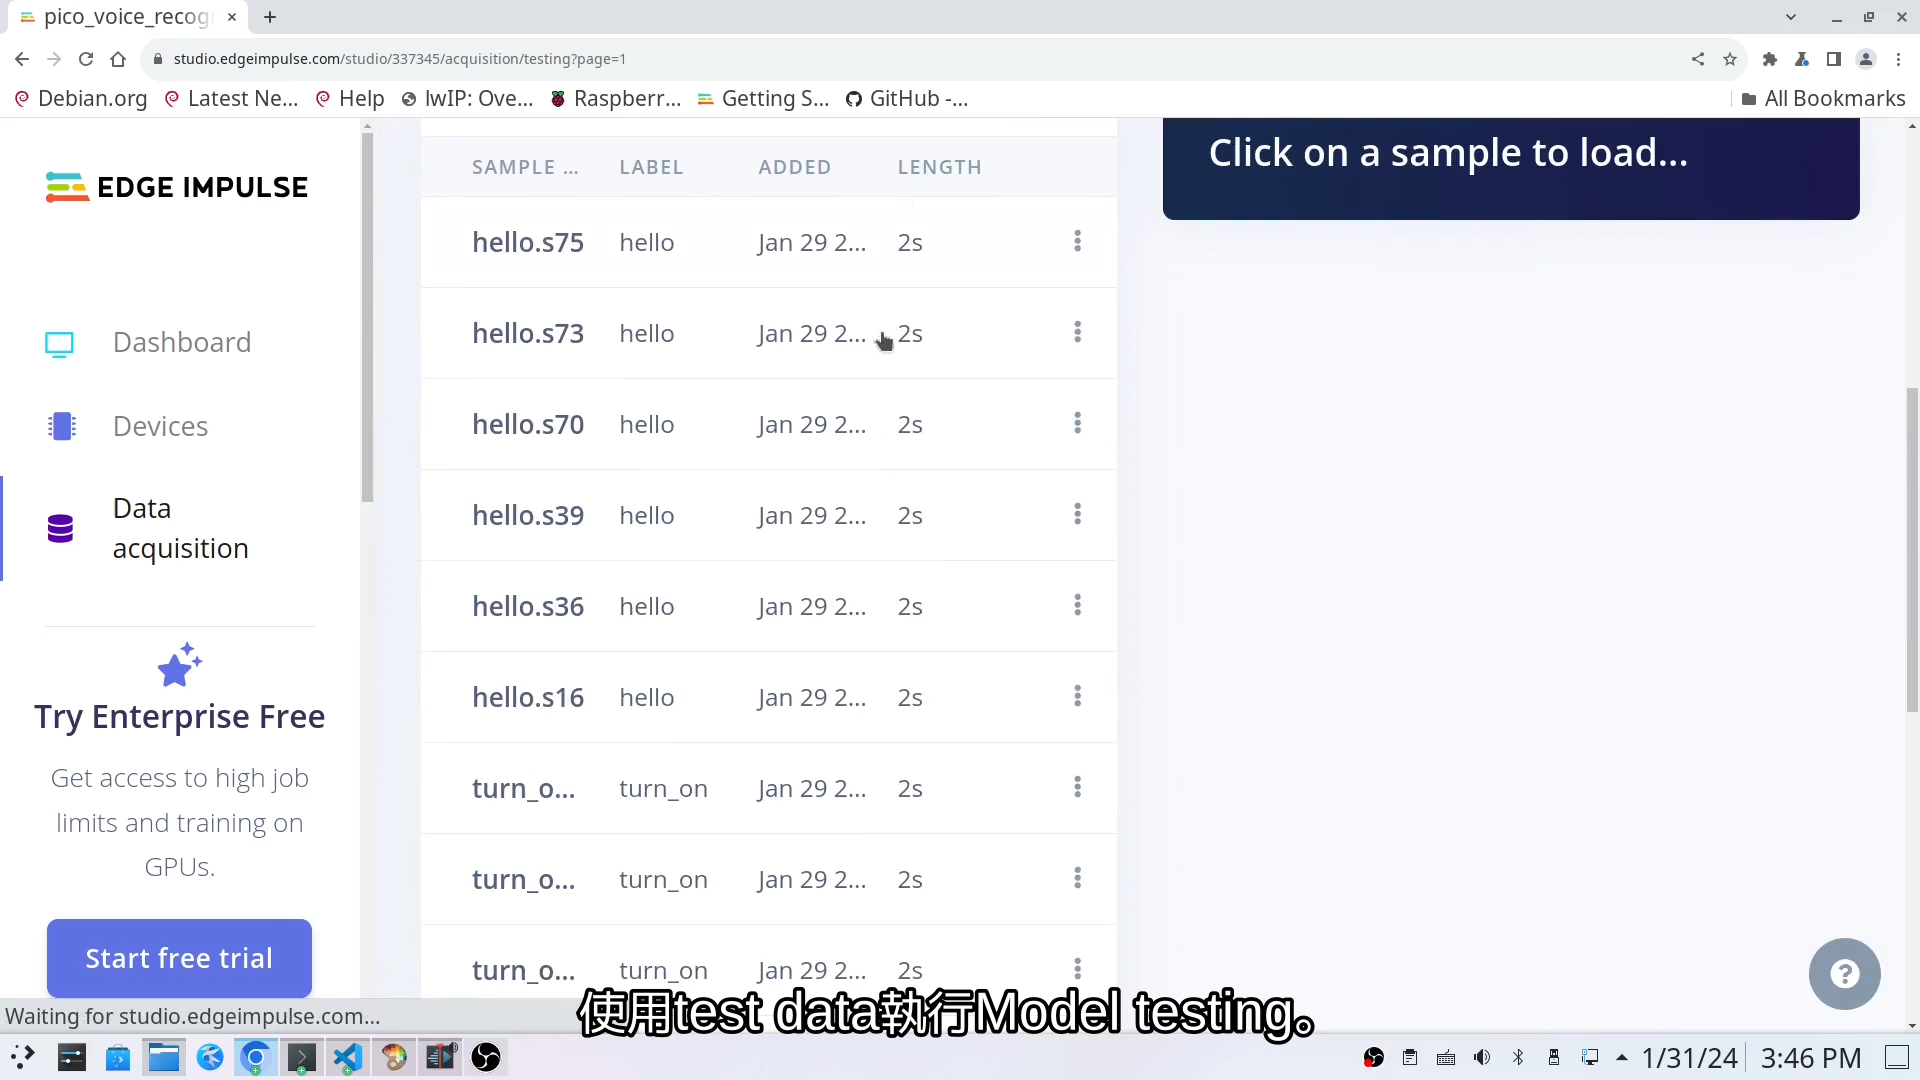 pico_voice_recog
studio.edgeimpulse.com/studio/337345/acquisition/testing?page=1
Debian.org
Latest Ne...
Help
lwIP: Ove...
Raspberr...
Getting S...
GitHub -...
All Bookmarks
EDGE IMPULSE
Dashboard
Devices
Data
acquisition
Try Enterprise Free
Get access to high job
limits and training on
GPUs.
Start free trial
SAMPLE ... LABEL ADDED LENGTH
hello.s75 hello Jan 29 2... 2s
hello.s73 hello Jan 29 2... 2s
hello.s70 hello Jan 29 2... 2s
hello.s39 hello Jan 29 2... 2s
hello.s36 hello Jan 29 2... 2s
hello.s16 hello Jan 29 2... 2s
turn_o... turn_on Jan 29 2... 2s
turn_o... turn_on Jan 29 2... 2s
turn_o... turn_on Jan 29 2... 2s
Click on a sample to load...
Waiting for studio.edgeimpulse.com...
使用test data執行Model testing。
1/31/24 3:46 PM